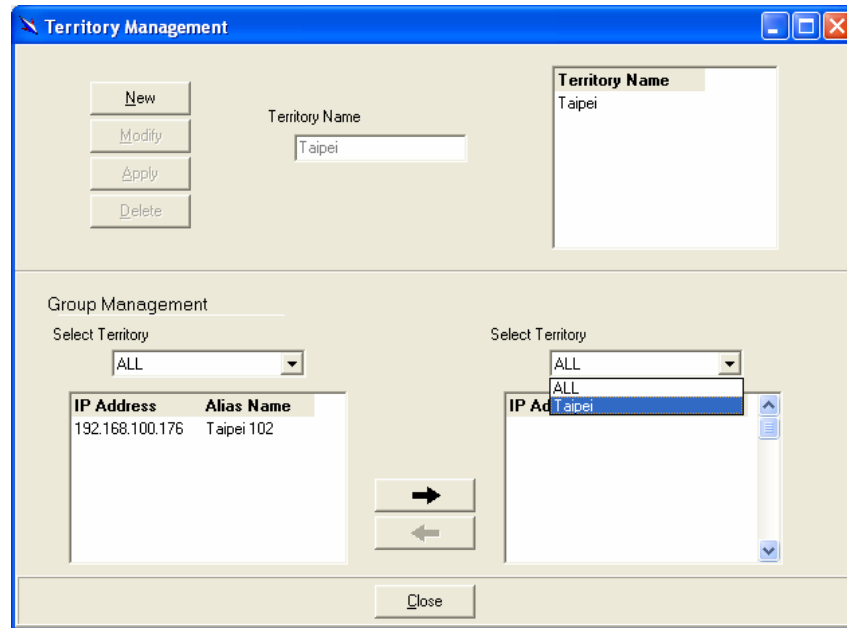 Territory Management
New
Modify
Apply
Delete
Territory Name
Taipei
Territory Name
Taipei
Group Management
Select Territory
ALL
IP Address Alias Name
192.168.100.176 Taipei 102
Select Territory
ALL
ALL
Taipei
IP Ad
Close